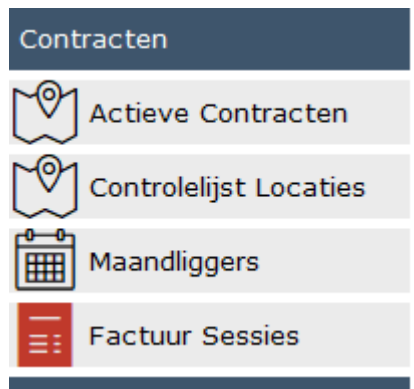 Contracten
Actieve Contracten
Controlelijst Locaties
Maandliggers
Factuur Sessies